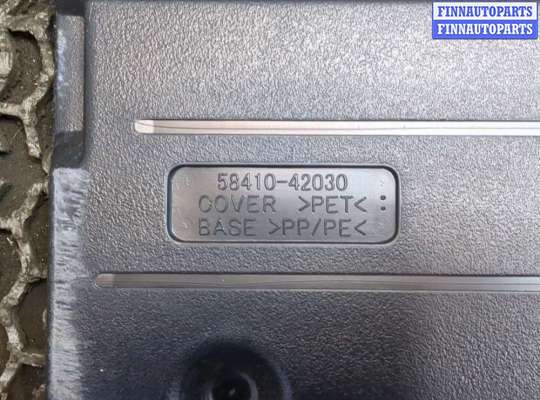 FINNAUTOPARTS
FINNAUTOPARTS
58410-42030
COVER >PET<
BASE >PP/PE<